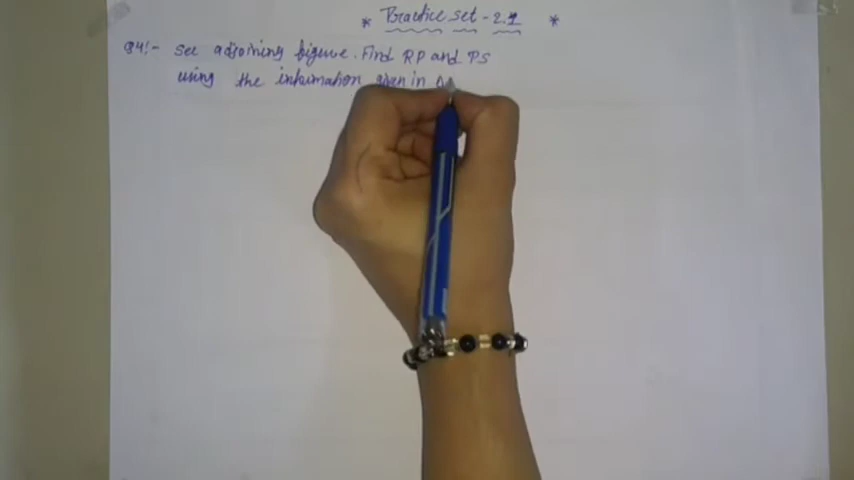 * Practice set - 2.1 *
Q4:- See adjoining figure. Find RP and PS
using the information given in Δ